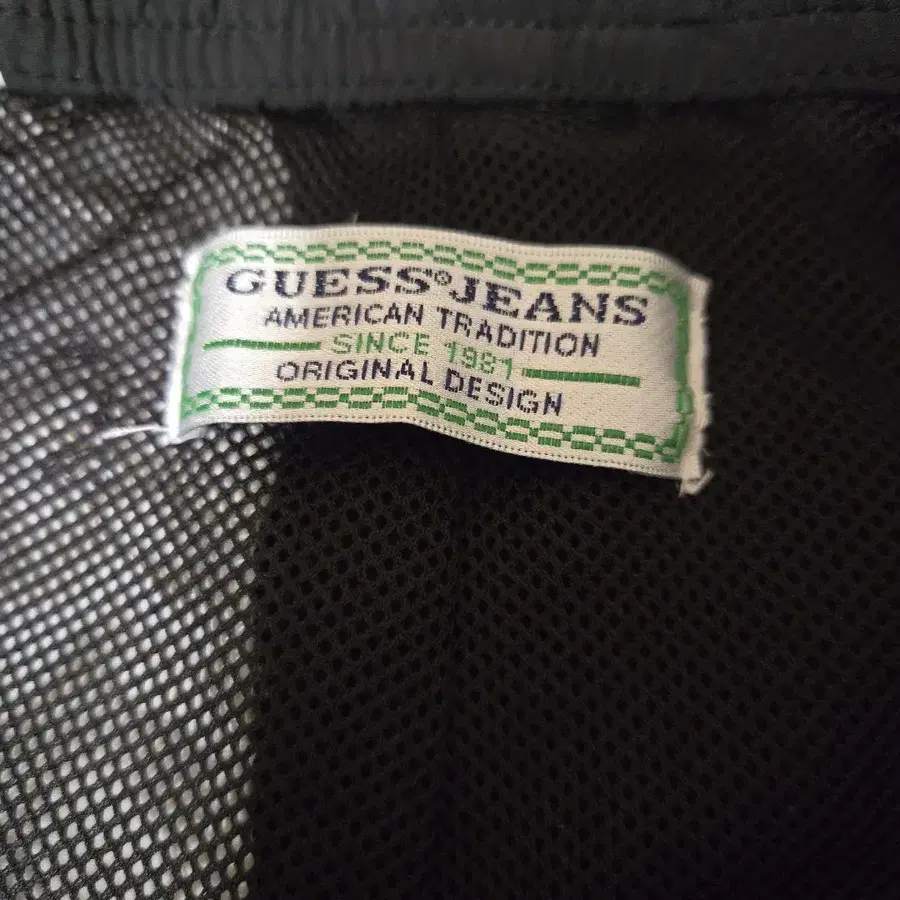 GUESS® JEANS
AMERICAN TRADITION
SINCE 1981
ORIGINAL DESIGN